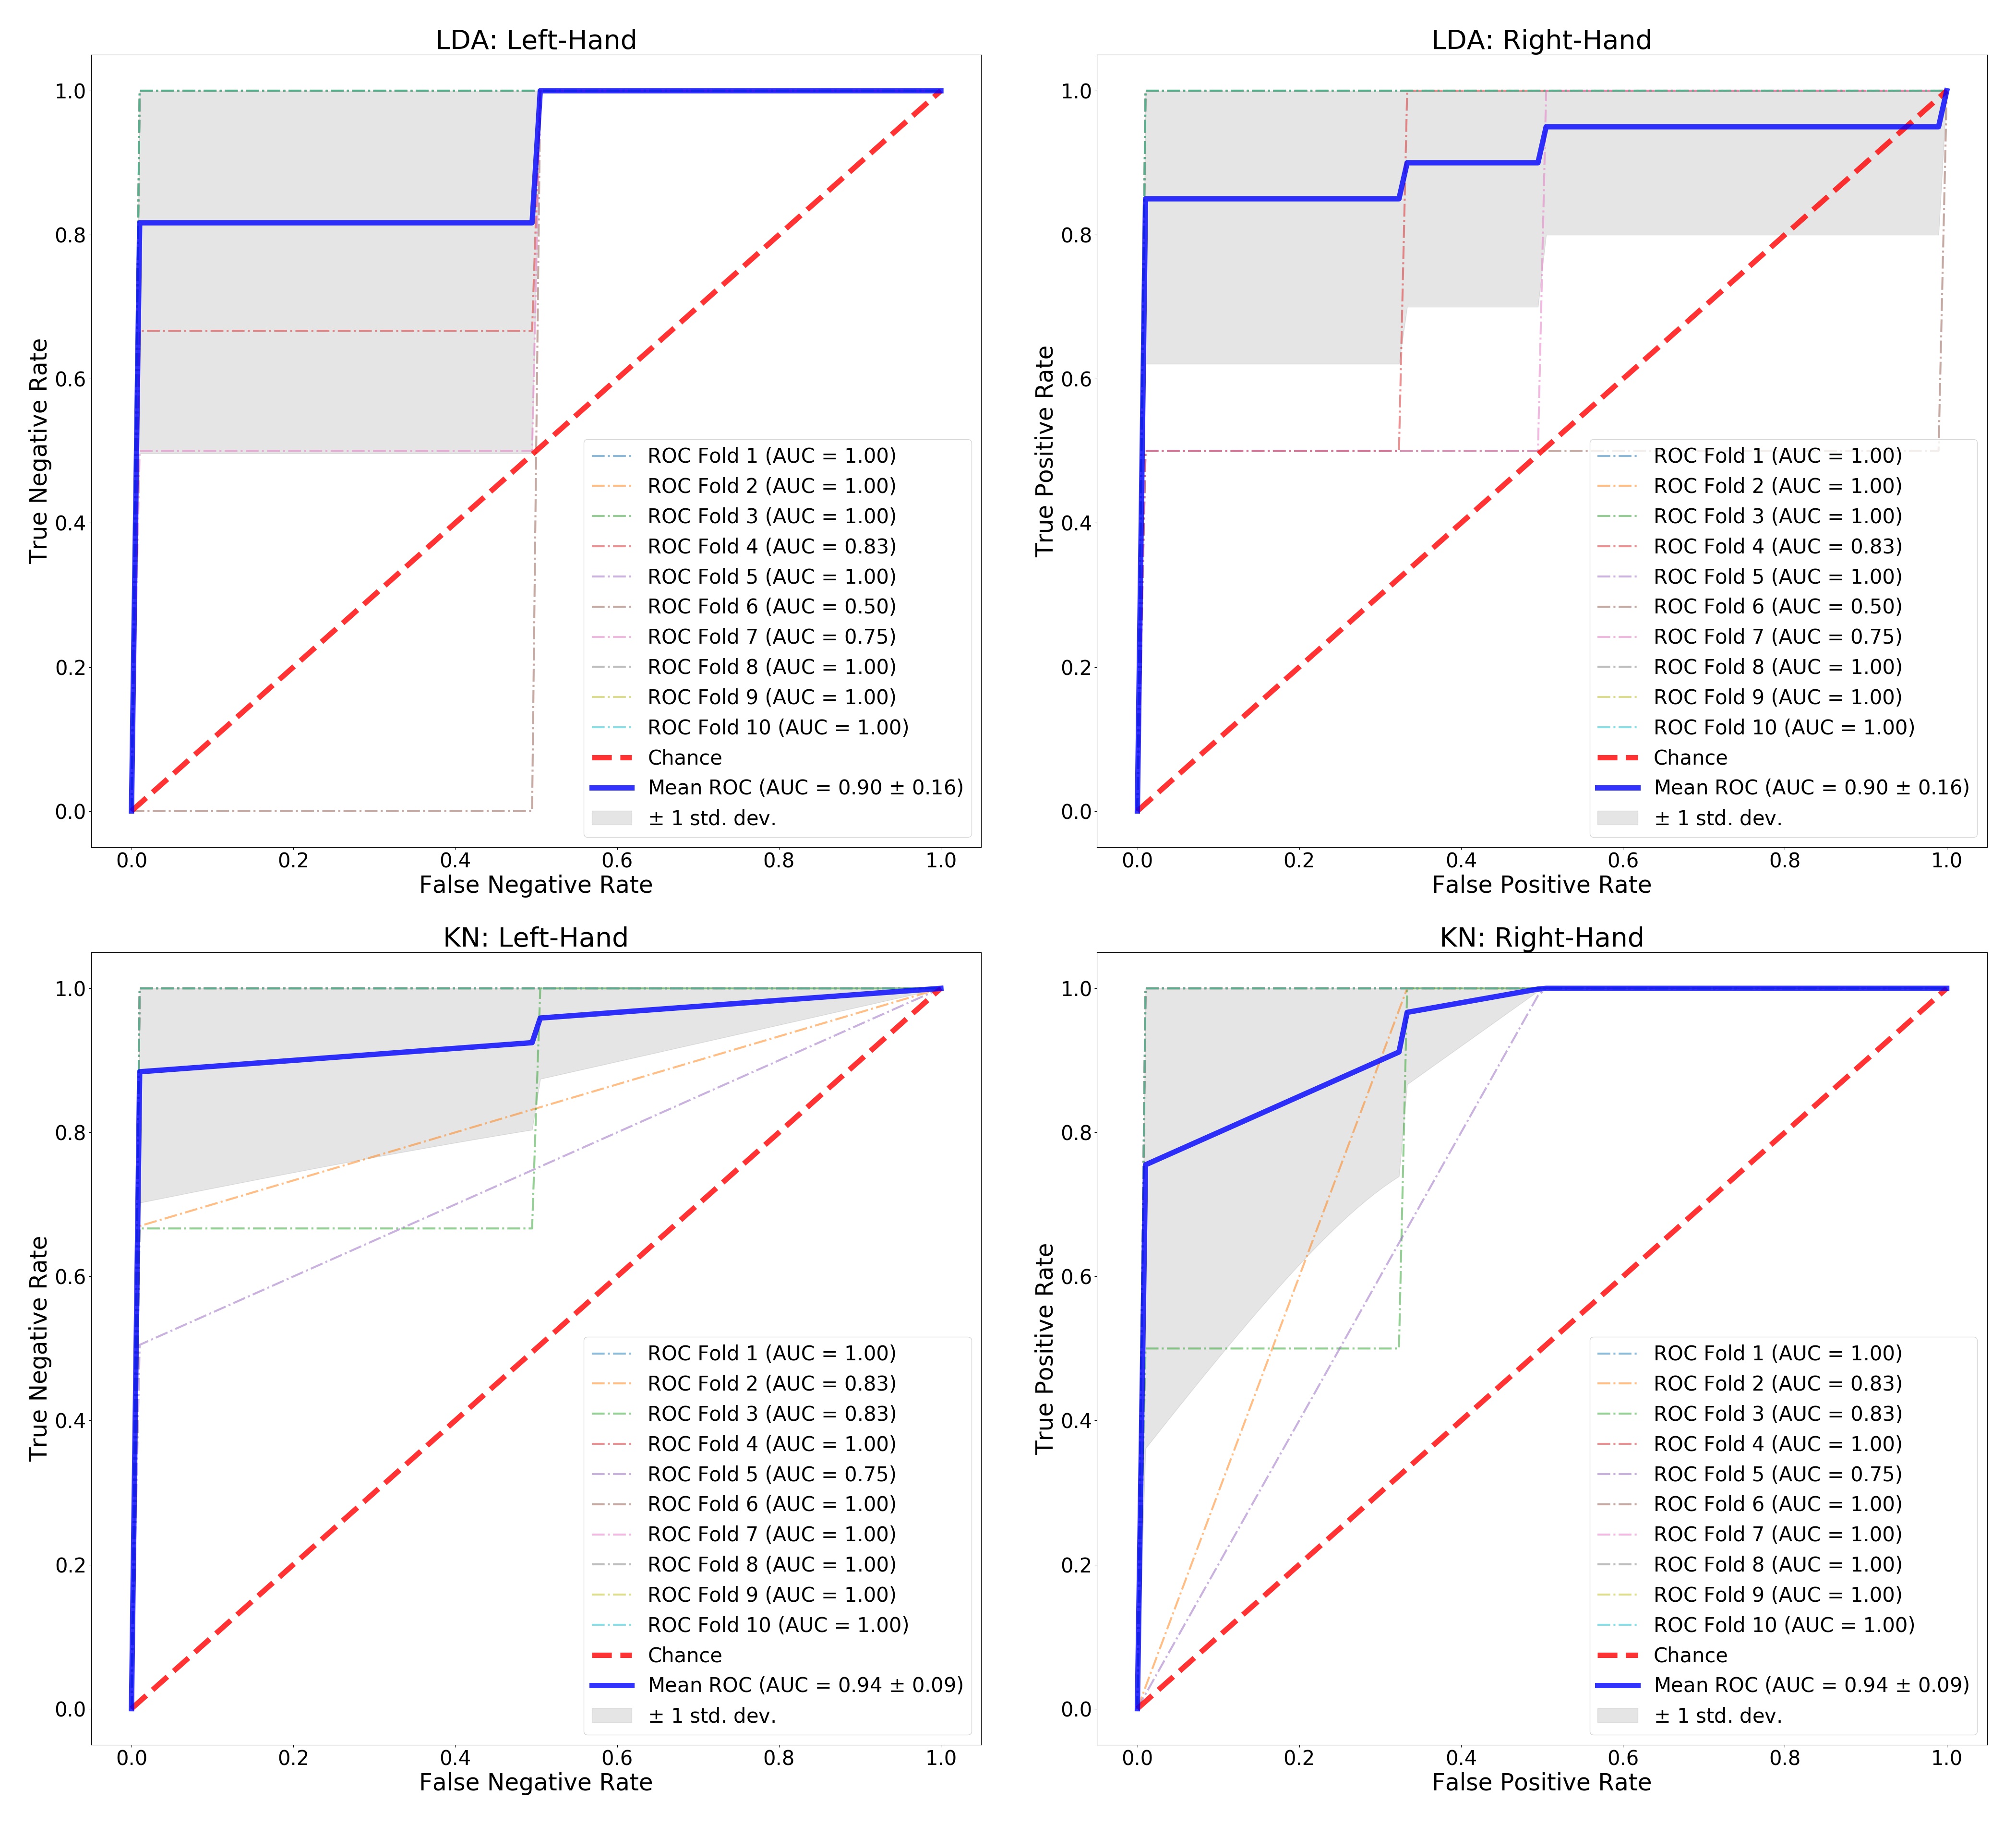 LDA: Left-Hand
True Negative Rate
1.0
0.8
0.6
0.4
0.2
0.0
ROC Fold 1 (AUC = 1.00)
ROC Fold 2 (AUC = 1.00)
ROC Fold 3 (AUC = 1.00)
ROC Fold 4 (AUC = 0.83)
ROC Fold 5 (AUC = 1.00)
ROC Fold 6 (AUC = 0.50)
ROC Fold 7 (AUC = 0.75)
ROC Fold 8 (AUC = 1.00)
ROC Fold 9 (AUC = 1.00)
ROC Fold 10 (AUC = 1.00)
Chance
Mean ROC (AUC = 0.90 ± 0.16)
± 1 std. dev.
0.0 0.2 0.4 0.6 0.8 1.0
False Negative Rate
LDA: Right-Hand
True Positive Rate
1.0
0.8
0.6
0.4
0.2
0.0
ROC Fold 1 (AUC = 1.00)
ROC Fold 2 (AUC = 1.00)
ROC Fold 3 (AUC = 1.00)
ROC Fold 4 (AUC = 0.83)
ROC Fold 5 (AUC = 1.00)
ROC Fold 6 (AUC = 0.50)
ROC Fold 7 (AUC = 0.75)
ROC Fold 8 (AUC = 1.00)
ROC Fold 9 (AUC = 1.00)
ROC Fold 10 (AUC = 1.00)
Chance
Mean ROC (AUC = 0.90 ± 0.16)
± 1 std. dev.
0.0 0.2 0.4 0.6 0.8 1.0
False Positive Rate
KN: Left-Hand
True Negative Rate
1.0
0.8
0.6
0.4
0.2
0.0
ROC Fold 1 (AUC = 1.00)
ROC Fold 2 (AUC = 0.83)
ROC Fold 3 (AUC = 0.83)
ROC Fold 4 (AUC = 1.00)
ROC Fold 5 (AUC = 0.75)
ROC Fold 6 (AUC = 1.00)
ROC Fold 7 (AUC = 1.00)
ROC Fold 8 (AUC = 1.00)
ROC Fold 9 (AUC = 1.00)
ROC Fold 10 (AUC = 1.00)
Chance
Mean ROC (AUC = 0.94 ± 0.09)
± 1 std. dev.
0.0 0.2 0.4 0.6 0.8 1.0
False Negative Rate
KN: Right-Hand
True Positive Rate
1.0
0.8
0.6
0.4
0.2
0.0
ROC Fold 1 (AUC = 1.00)
ROC Fold 2 (AUC = 0.83)
ROC Fold 3 (AUC = 0.83)
ROC Fold 4 (AUC = 1.00)
ROC Fold 5 (AUC = 0.75)
ROC Fold 6 (AUC = 1.00)
ROC Fold 7 (AUC = 1.00)
ROC Fold 8 (AUC = 1.00)
ROC Fold 9 (AUC = 1.00)
ROC Fold 10 (AUC = 1.00)
Chance
Mean ROC (AUC = 0.94 ± 0.09)
± 1 std. dev.
0.0 0.2 0.4 0.6 0.8 1.0
False Positive Rate